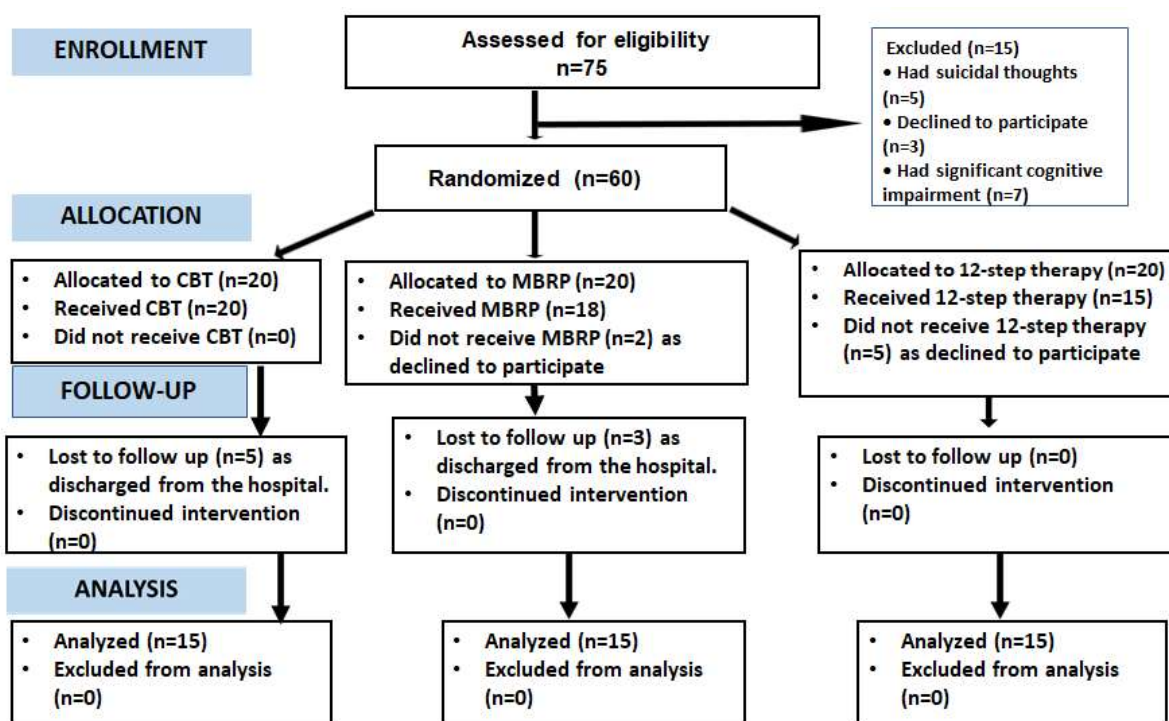 ENROLLMENT
Assessed for eligibility
n=75
Excluded (n=15)
• Had suicidal thoughts
(n=5)
• Declined to participate
(n=3)
• Had significant cognitive
impairment (n=7)
Randomized (n=60)
ALLOCATION
• Allocated to CBT (n=20)
• Received CBT (n=20)
• Did not receive CBT (n=0)
• Allocated to MBRP (n=20)
• Received MBRP (n=18)
• Did not receive MBRP (n=2) as
declined to participate
• Allocated to 12-step therapy (n=20)
• Received 12-step therapy (n=15)
• Did not receive 12-step therapy
(n=5) as declined to participate
FOLLOW-UP
• Lost to follow up (n=5) as
discharged from the hospital.
• Discontinued intervention
(n=0)
• Lost to follow up (n=3) as
discharged from the hospital.
• Discontinued intervention
(n=0)
• Lost to follow up (n=0)
• Discontinued intervention
(n=0)
ANALYSIS
• Analyzed (n=15)
• Excluded from analysis
(n=0)
• Analyzed (n=15)
• Excluded from analysis
(n=0)
• Analyzed (n=15)
• Excluded from analysis
(n=0)